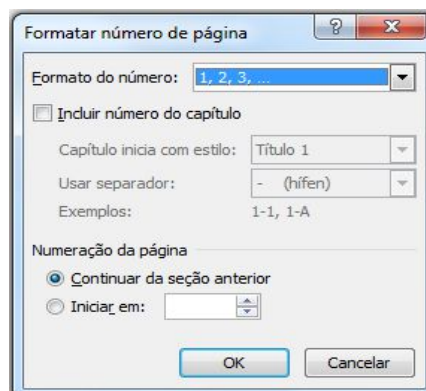 Formatar número de página
Formato do número: 1, 2, 3, ...
Incluir número do capítulo
Capítulo inicia com estilo: Título 1
Usar separador: - (hífen)
Exemplos: 1-1, 1-A
Numeração da página
Continuar da seção anterior
Iniciar em:
OK Cancelar